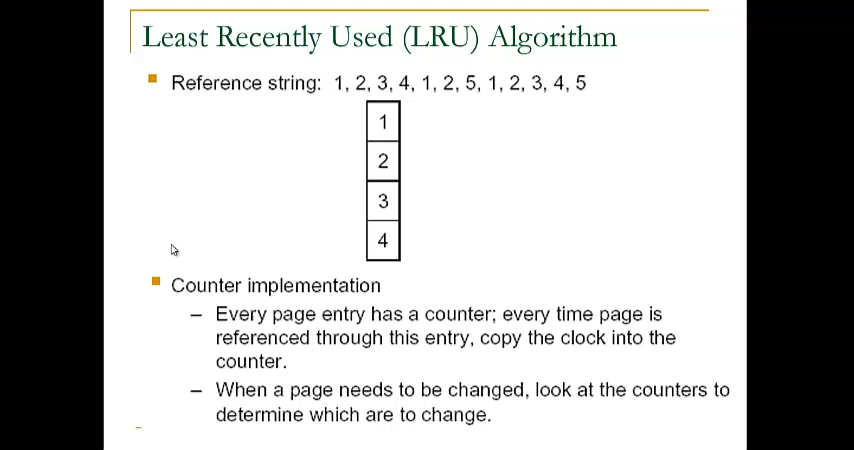 Least Recently Used (LRU) Algorithm
Reference string: 1, 2, 3, 4, 1, 2, 5, 1, 2, 3, 4, 5
1
2
3
4
Counter implementation
– Every page entry has a counter; every time page is
referenced through this entry, copy the clock into the
counter.
– When a page needs to be changed, look at the counters to
determine which are to change.